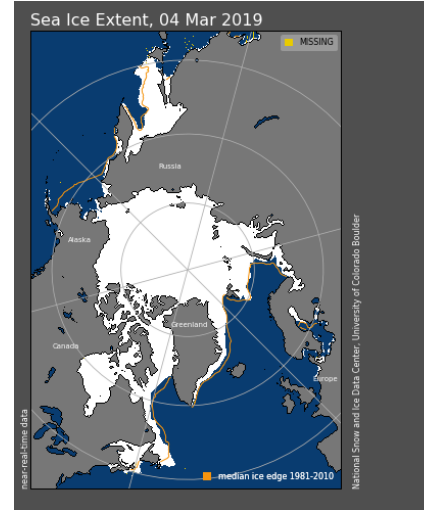 Sea Ice Extent, 04 Mar 2019
MISSING
Russia
Alaska
Greenland
Canada
Europe
near-real-time data
National Snow and Ice Data Center, University of Colorado Boulder
median ice edge 1981-2010